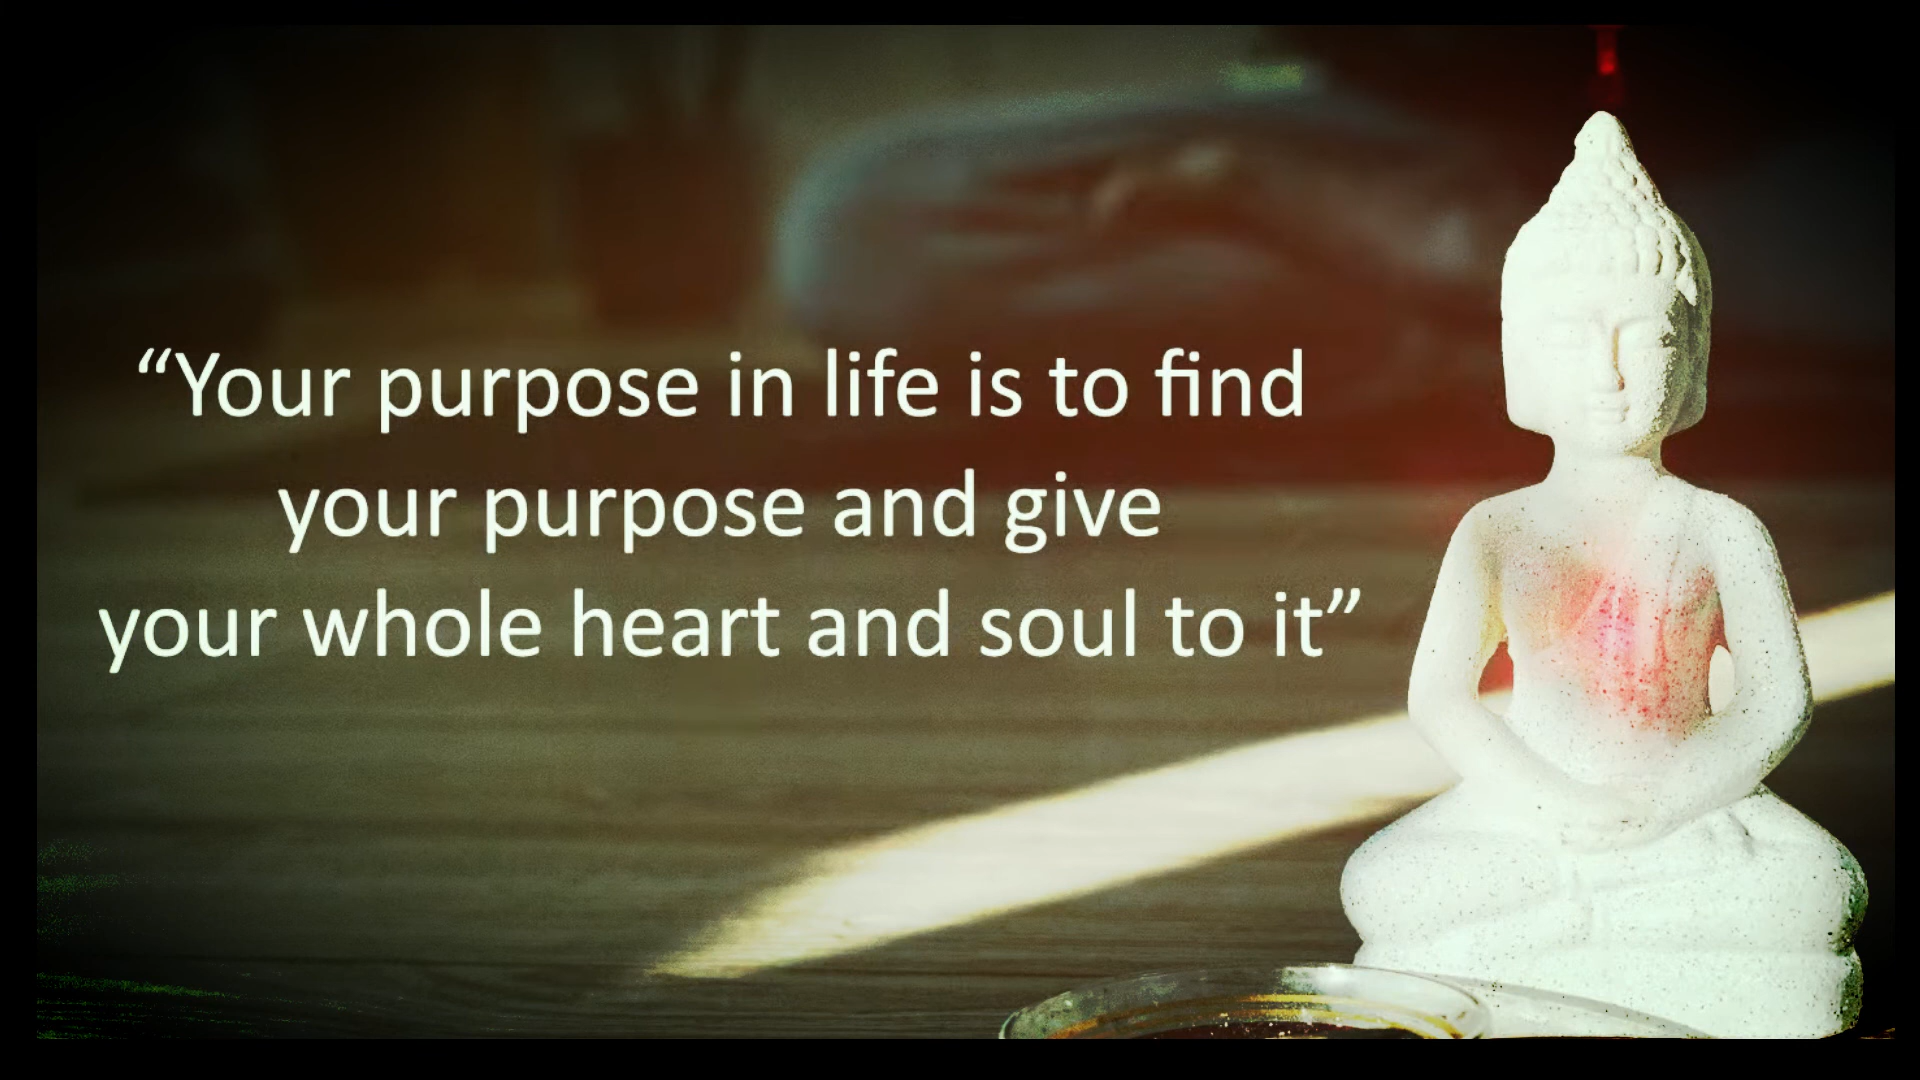 “Your purpose in life is to find
your purpose and give
your whole heart and soul to it”